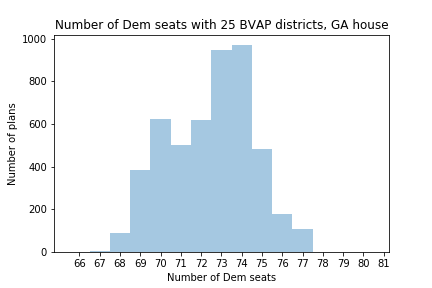 Number of Dem seats with 25 BVAP districts, GA house
1000
800
600
400
200
0
Number of plans
66 67 68 69 70 71 72 73 74 75 76 77 78 79 80 81
Number of Dem seats